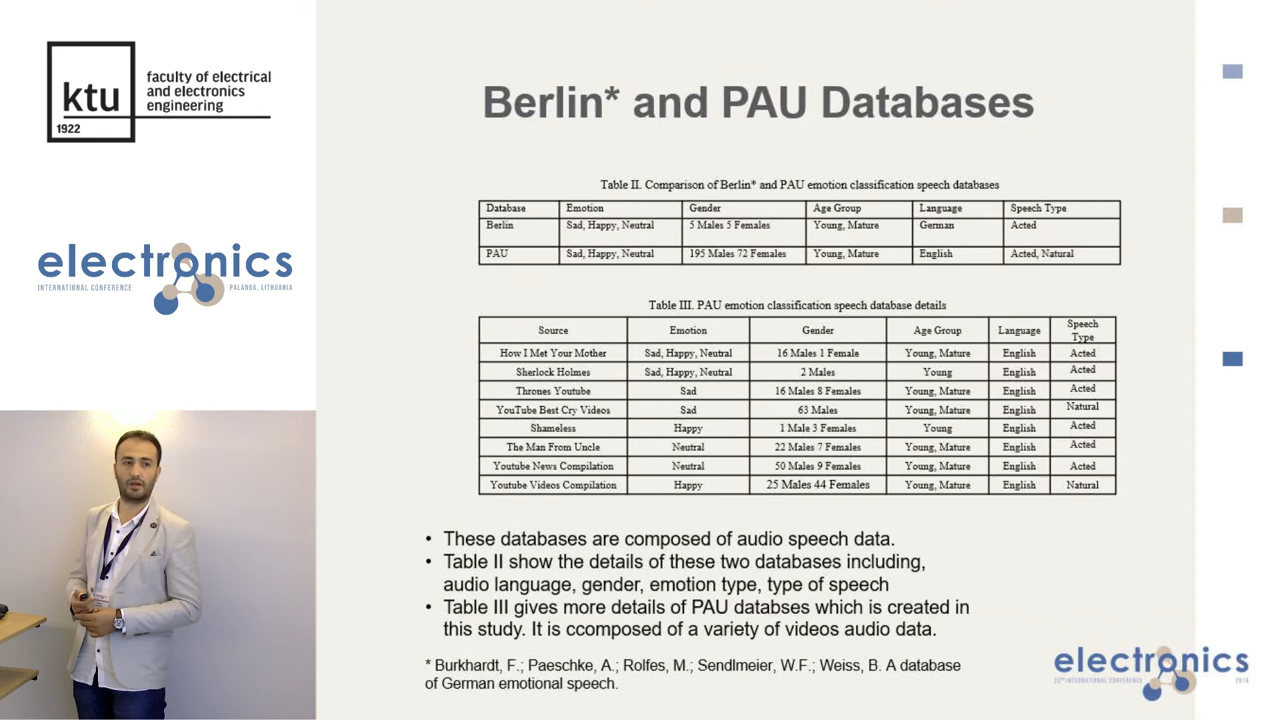 ktu
1922
faculty of electrical
and electronics
engineering
electronics
INTERNATIONAL CONFERENCE
PALANGA, LITHUANIA
Berlin* and PAU Databases
Table II. Comparison of Berlin* and PAU emotion classification speech databases
Database Emotion Gender Age Group Language Speech Type
Berlin Sad, Happy, Neutral 5 Males 5 Females Young, Mature German Acted
PAU Sad, Happy, Neutral 195 Males 72 Females Young, Mature English Acted, Natural
Table III. PAU emotion classification speech database details
Source Emotion Gender Age Group Language Speech Type
How I Met Your Mother Sad, Happy, Neutral 16 Males 1 Female Young, Mature English Acted
Sherlock Holmes Sad, Happy, Neutral 2 Males Young English Acted
Thrones Youtube Sad 16 Males 8 Females Young, Mature English Acted
YouTube Best Cry Videos Sad 63 Males Young, Mature English Natural
Shameless Happy 1 Male 3 Females Young English Acted
The Man From Uncle Neutral 22 Males 7 Females Young, Mature English Acted
Youtube News Compilation Neutral 50 Males 9 Females Young, Mature English Acted
Youtube Videos Compilation Happy 25 Males 44 Females Young, Mature English Natural
• These databases are composed of audio speech data.
• Table II show the details of these two databases including,
audio language, gender, emotion type, type of speech
• Table III gives more details of PAU databses which is created in
this study. It is ccomposed of a variety of videos audio data.
* Burkhardt, F.; Paeschke, A.; Rolfes, M.; Sendlmeier, W.F.; Weiss, B. A database
of German emotional speech.
electronics
INTERNATIONAL CONFERENCE